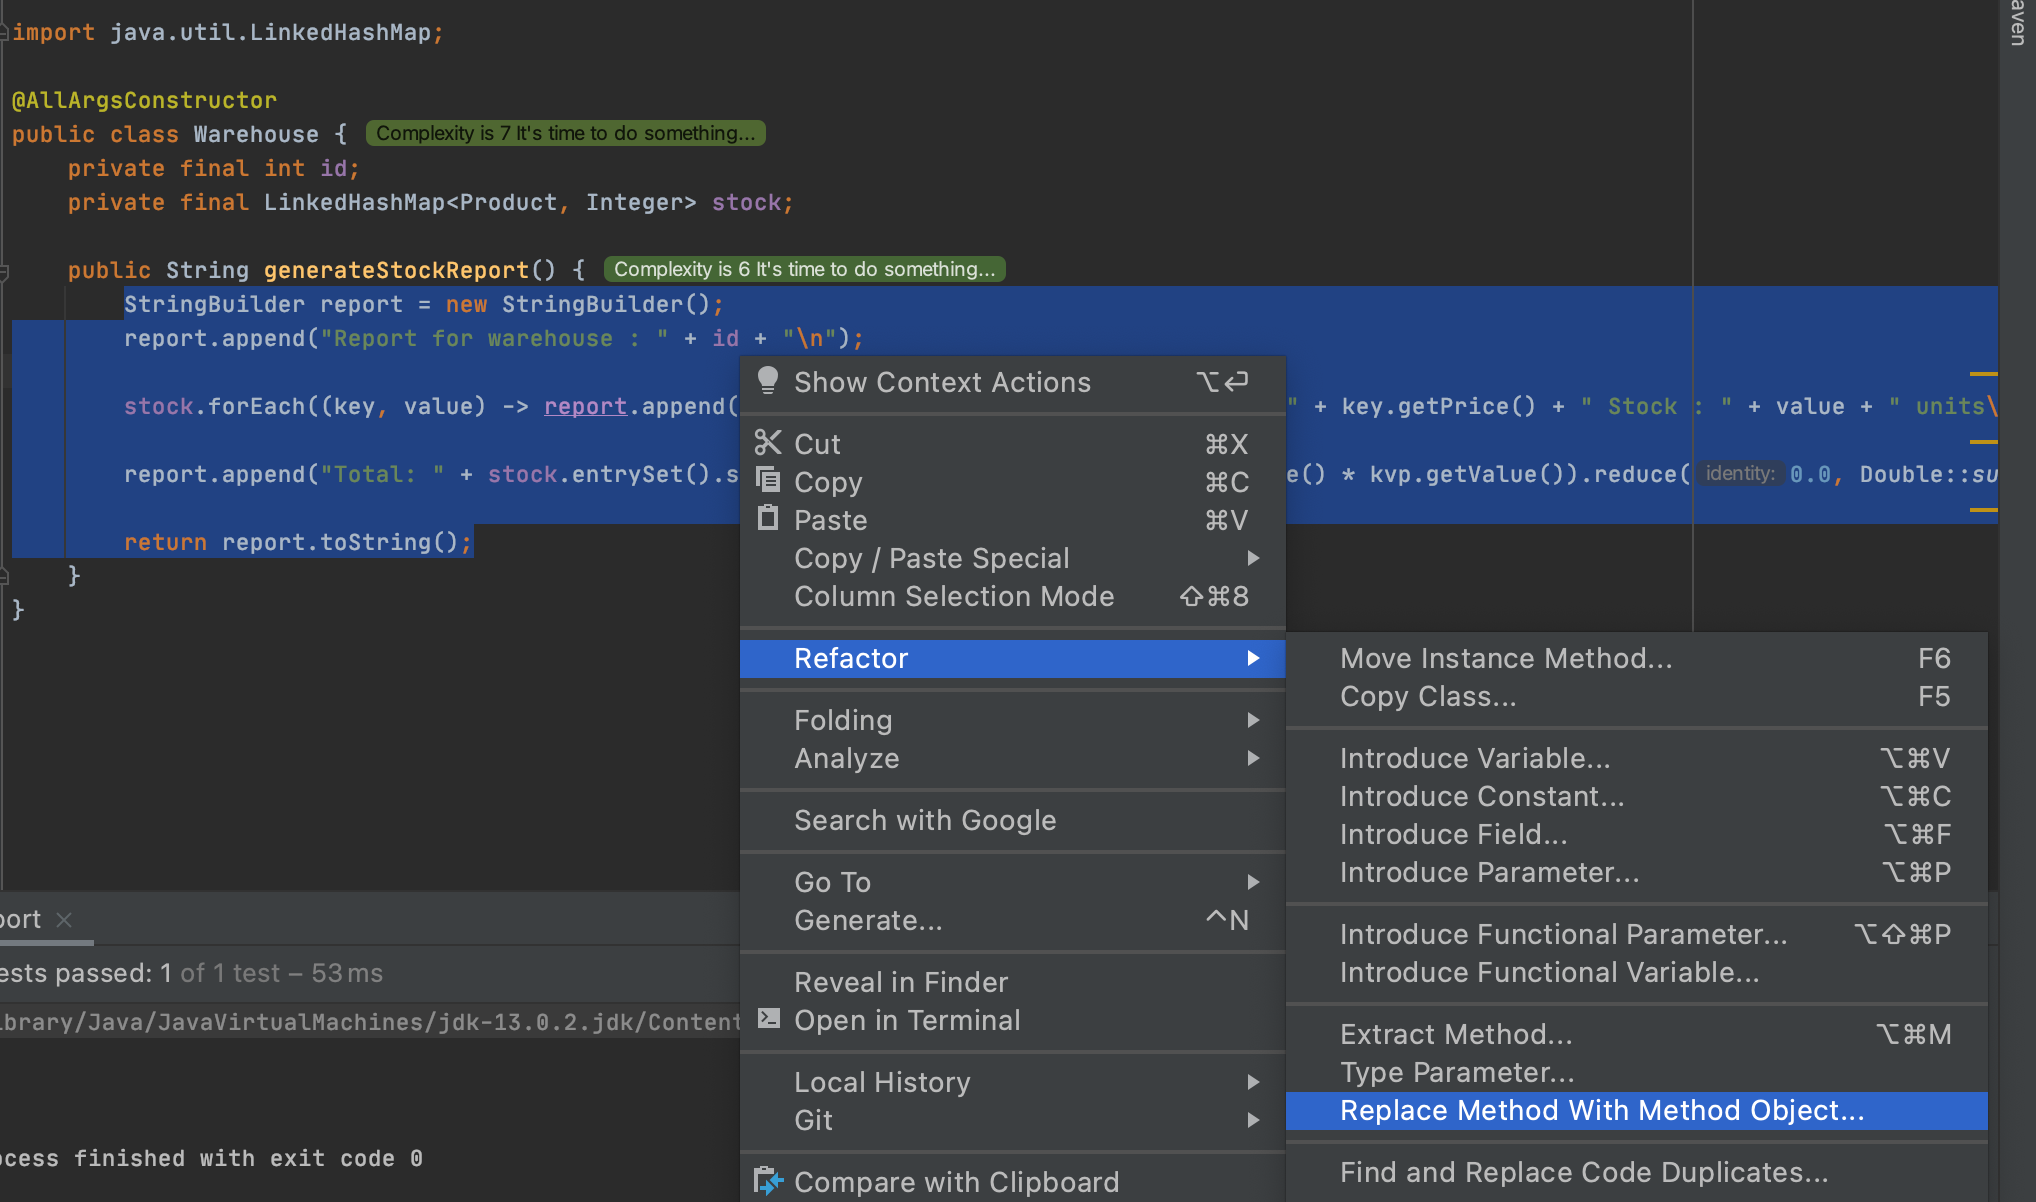 import java.util.LinkedHashMap;
@AllArgsConstructor
public class Warehouse { Complexity is 7 It's time to do something...
private final int id;
private final LinkedHashMap<Product, Integer> stock;
public String generateStockReport() { Complexity is 6 It's time to do something...
StringBuilder report = new StringBuilder();
report.append("Report for warehouse : " + id + "\n");
stock.forEach((key, value) -> report.append( " + key.getPrice() + " Stock : " + value + " units\
report.append("Total: " + stock.entrySet().s e() * kvp.getValue()).reduce( identity: 0.0, Double::su
return report.toString();
}
}
Show Context Actions ⌥⏎
Cut ⌘X
Copy ⌘C
Paste ⌘V
Copy / Paste Special
Column Selection Mode ⇧⌘8
Refactor
Folding
Analyze
Search with Google
Go To
Generate... ^N
Reveal in Finder
Open in Terminal
Local History
Git
Compare with Clipboard
Move Instance Method... F6
Copy Class... F5
Introduce Variable... ⌥⌘V
Introduce Constant... ⌥⌘C
Introduce Field... ⌥⌘F
Introduce Parameter... ⌥⌘P
Introduce Functional Parameter... ⌥⇧⌘P
Introduce Functional Variable...
Extract Method... ⌥⌘M
Type Parameter...
Replace Method With Method Object...
Find and Replace Code Duplicates...
port
ests passed: 1 of 1 test – 53 ms
ibrary/Java/JavaVirtualMachines/jdk-13.0.2.jdk/Content
ocess finished with exit code 0
aven